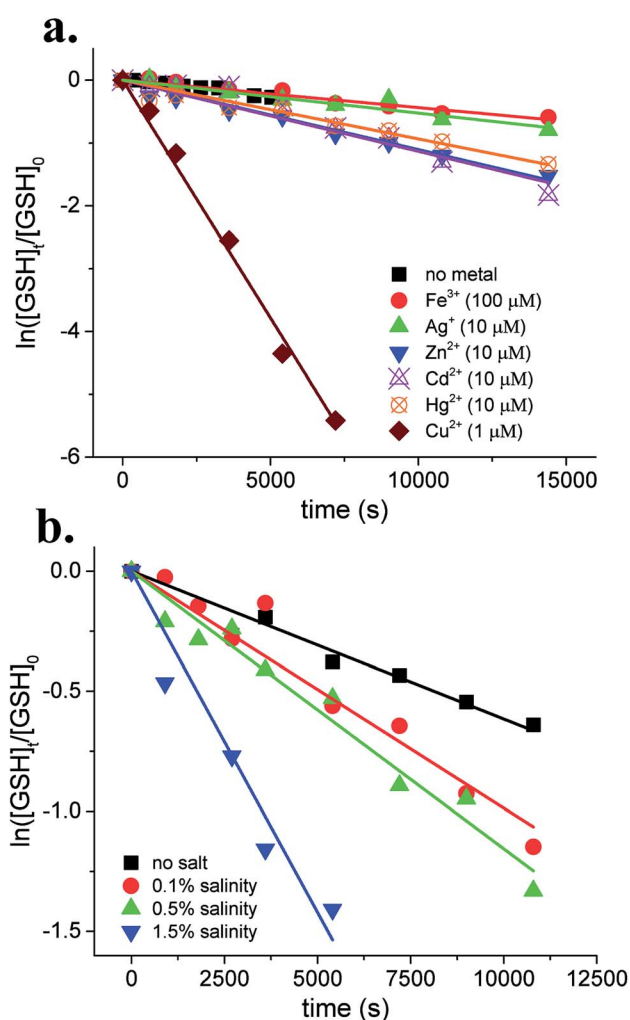 a.
0
-2
-4
-6
ln([GSH]t/[GSH]0
no metal
Fe3+ (100 μM)
Ag+ (10 μM)
Zn2+ (10 μM)
Cd2+ (10 μM)
Hg2+ (10 μM)
Cu2+ (1 μM)
0 5000 10000 15000
time (s)
b.
0.0
-0.5
-1.0
-1.5
ln([GSH]t/[GSH]0
no salt
0.1% salinity
0.5% salinity
1.5% salinity
0 2500 5000 7500 10000 12500
time (s)